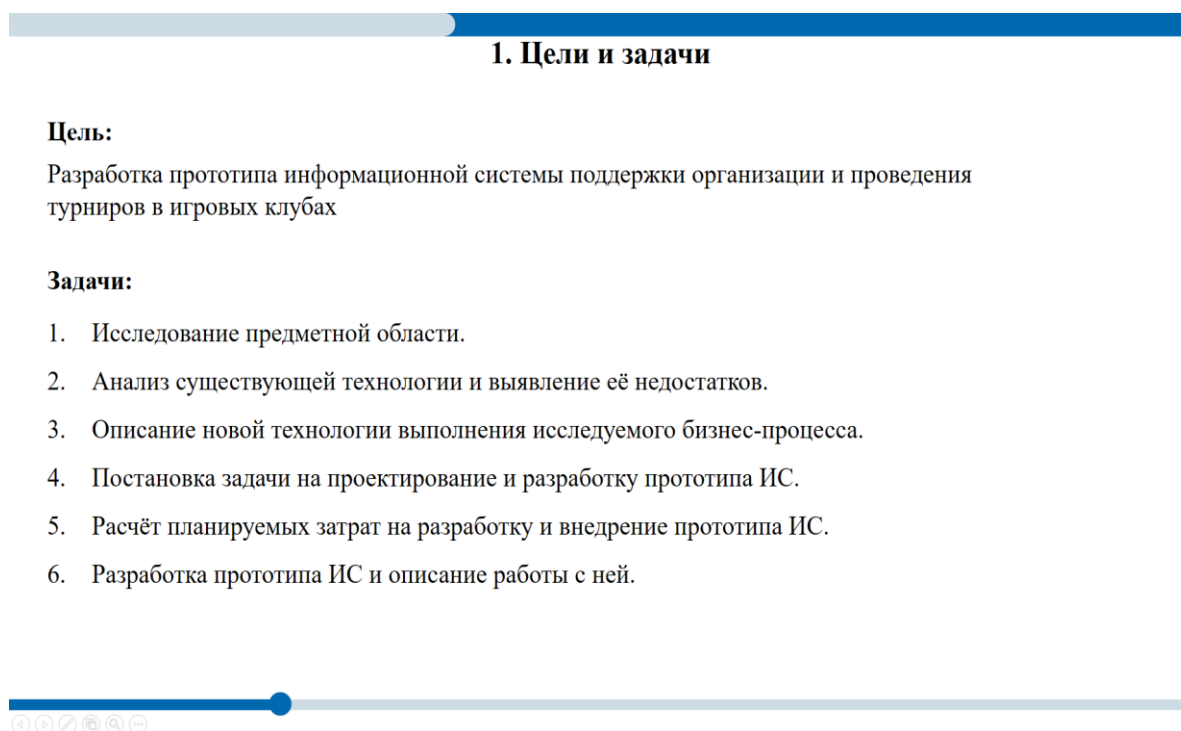 1. Цели и задачи
Цель:
Разработка прототипа информационной системы поддержки организации и проведения
турниров в игровых клубах
Задачи:
1. Исследование предметной области.
2. Анализ существующей технологии и выявление её недостатков.
3. Описание новой технологии выполнения исследуемого бизнес-процесса.
4. Постановка задачи на проектирование и разработку прототипа ИС.
5. Расчёт планируемых затрат на разработку и внедрение прототипа ИС.
6. Разработка прототипа ИС и описание работы с ней.